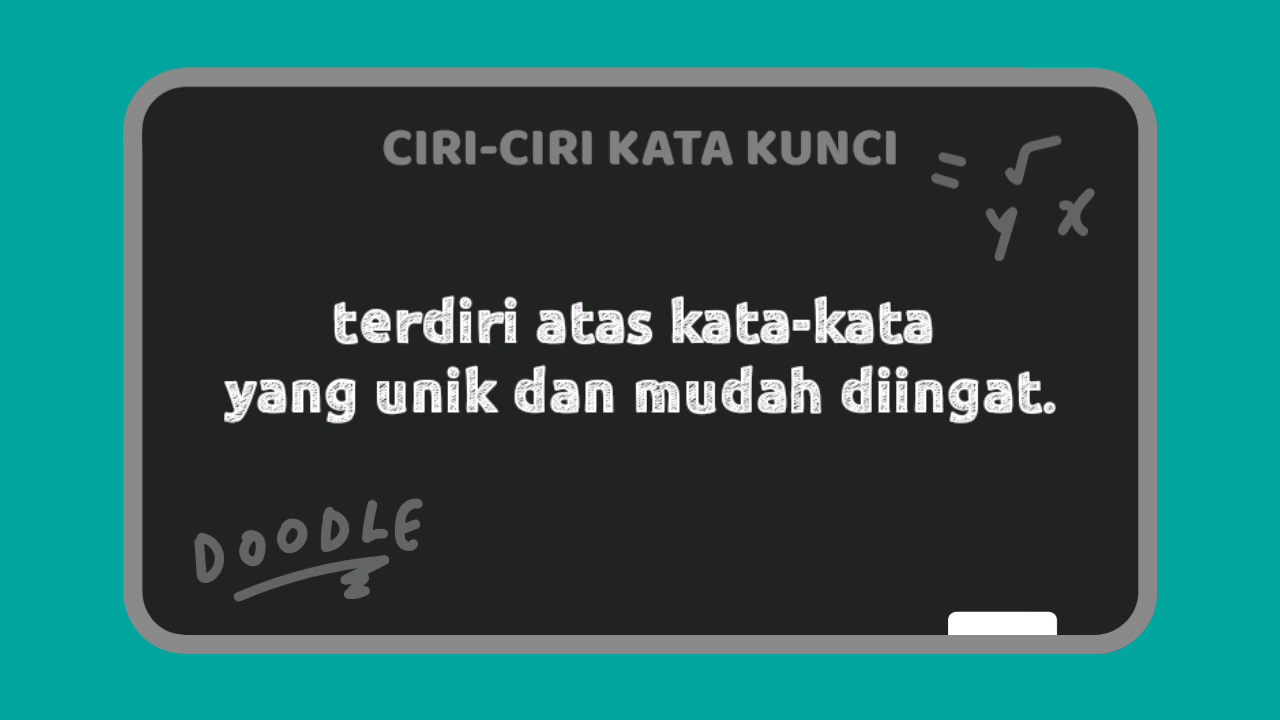 CIRI-CIRI KATA KUNCI
= √
y x
terdiri atas kata-kata
yang unik dan mudah diingat.
DOODLE